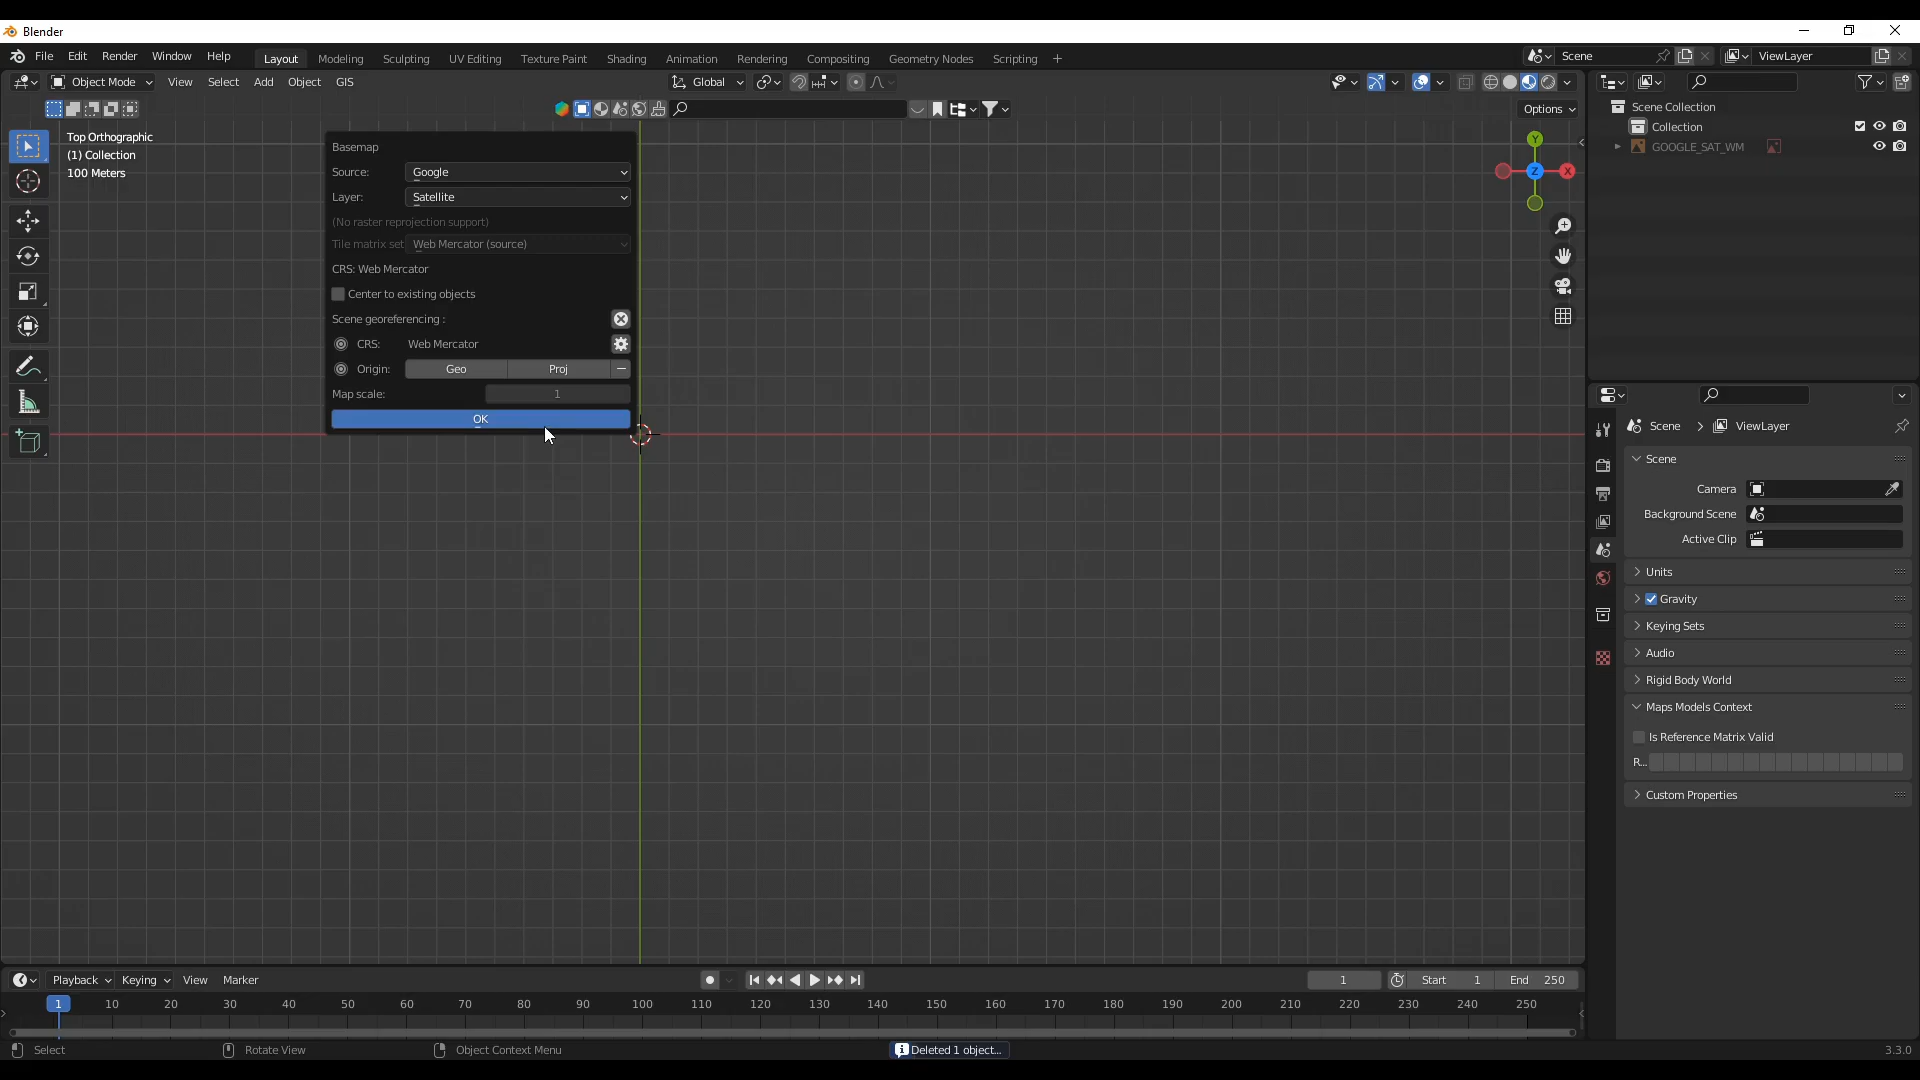 Blender
File Edit Render Window Help Layout Modeling Sculpting UV Editing Texture Paint Shading Animation Rendering Compositing Geometry Nodes Scripting + Scene ViewLayer
Object Mode View Select Add Object GIS Global
Options
Top Orthographic
(1) Collection
100 Meters
Basemap
Source: Google
Layer: Satellite
(No raster reprojection support)
Tile matrix set Web Mercator (source)
CRS: Web Mercator
Center to existing objects
Scene georeferencing :
CRS: Web Mercator
Origin: Geo Proj
Map scale: 1
OK
Y
Z X
Scene Collection
Collection
GOOGLE_SAT_WM
Scene > ViewLayer
Scene
Camera
Background Scene
Active Clip
Units
Gravity
Keying Sets
Audio
Rigid Body World
Maps Models Context
Is Reference Matrix Valid
R...
Custom Properties
Playback Keying View Marker 1 Start 1 End 250
1 10 20 30 40 50 60 70 80 90 100 110 120 130 140 150 160 170 180 190 200 210 220 230 240 250
Select Rotate View Object Context Menu Deleted 1 object... 3.3.0